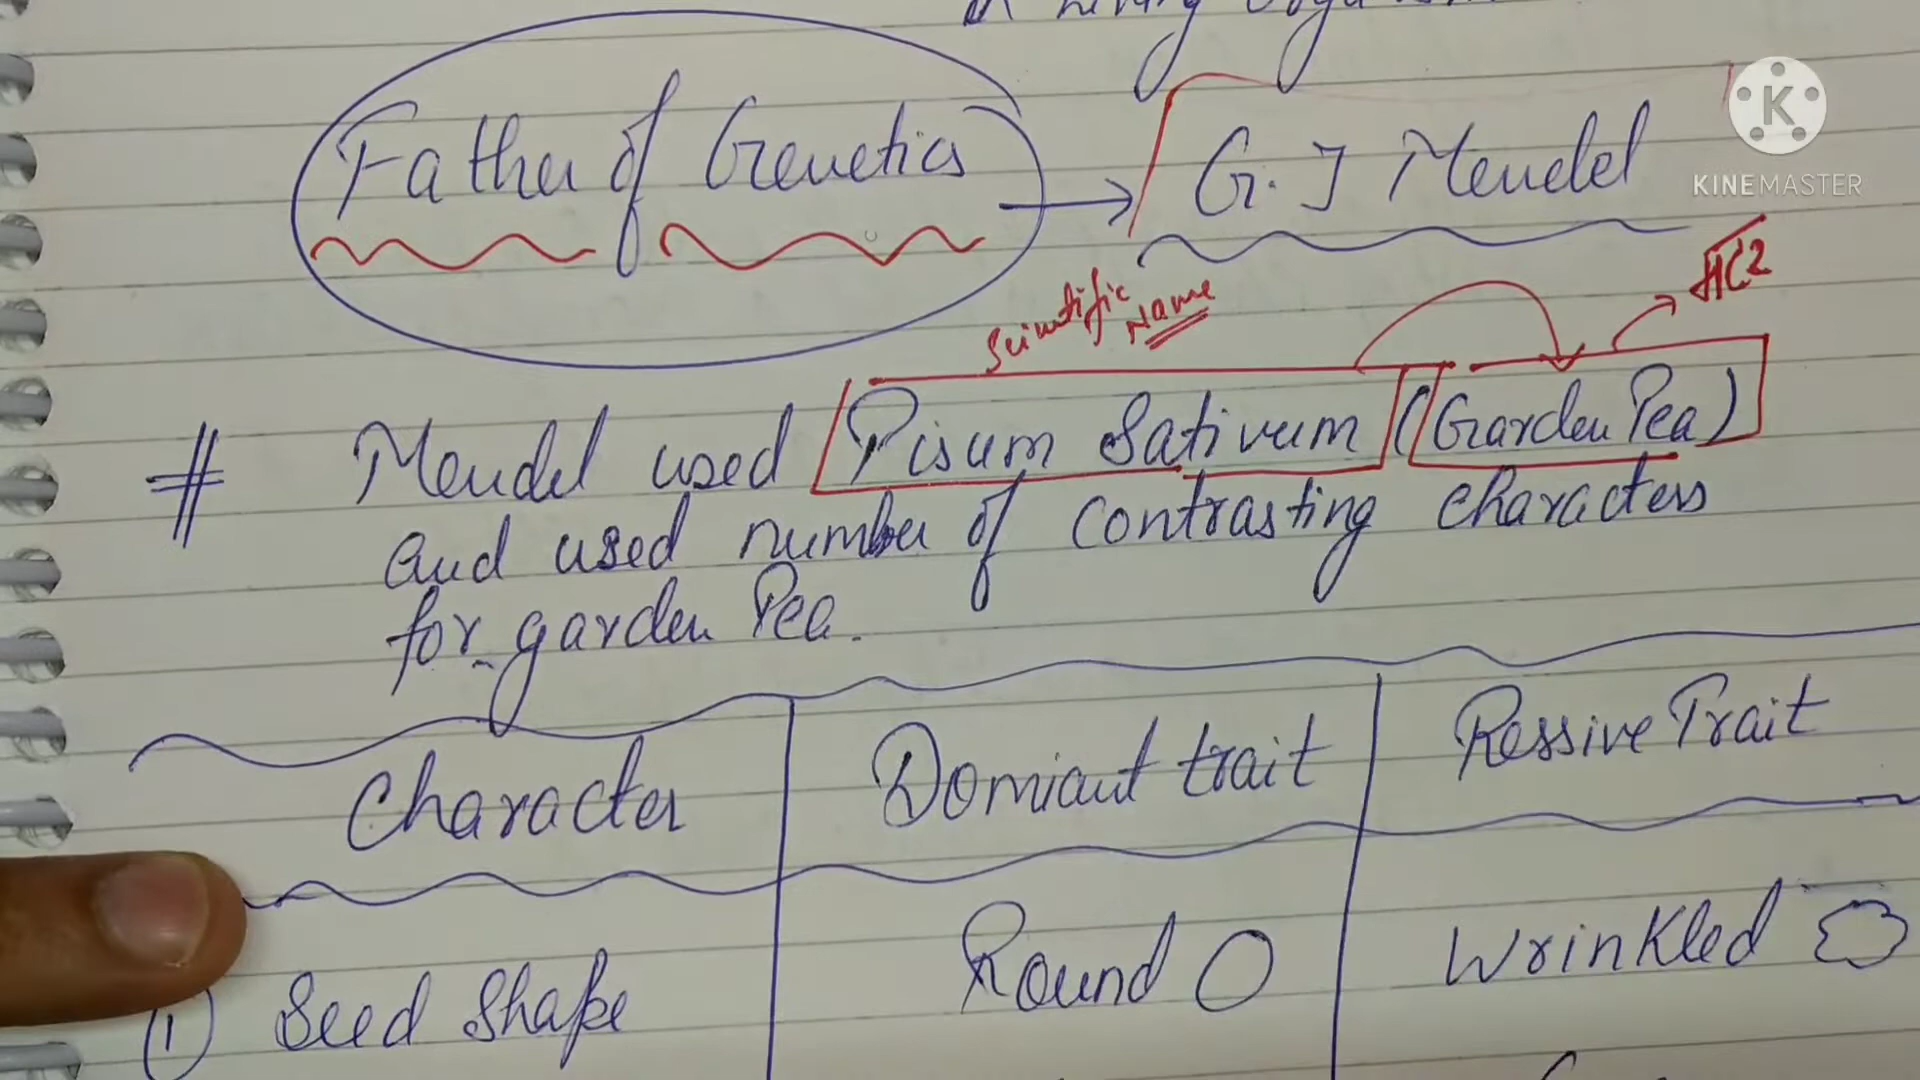 Father of Genetics
G. J Mendel
KINEMASTER
Scientific
Name
# Mendel used Pisum Sativum (Garden Pea)
and used number of contrasting characters
for garden Pea.
Character
Domiant trait
Ressive Trait
① Seed Shape
Round
Wrinkled